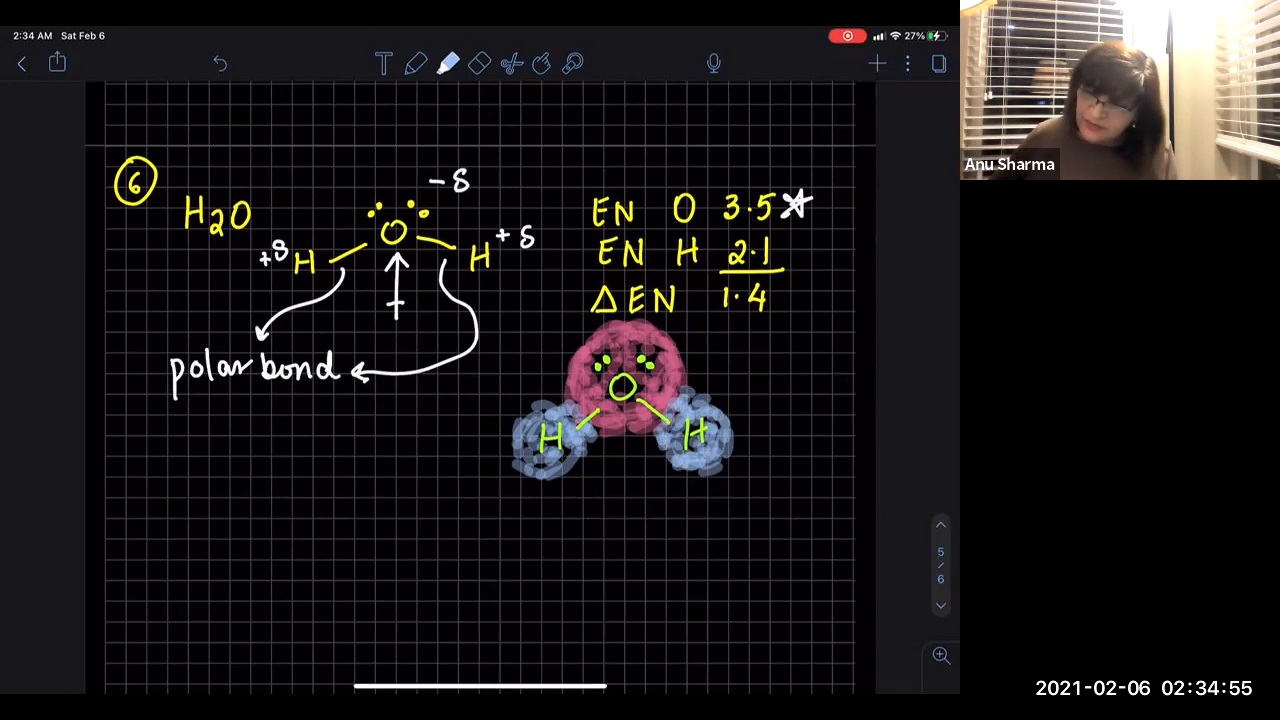 2:34 AM Sat Feb 6
27%
6
H₂O
-δ
O
+δ H
H +δ
polar bond
EN O 3.5
EN H 2.1
ΔEN 1.4
O
H H
5
/
6
Anu Sharma
2021-02-06 02:34:55